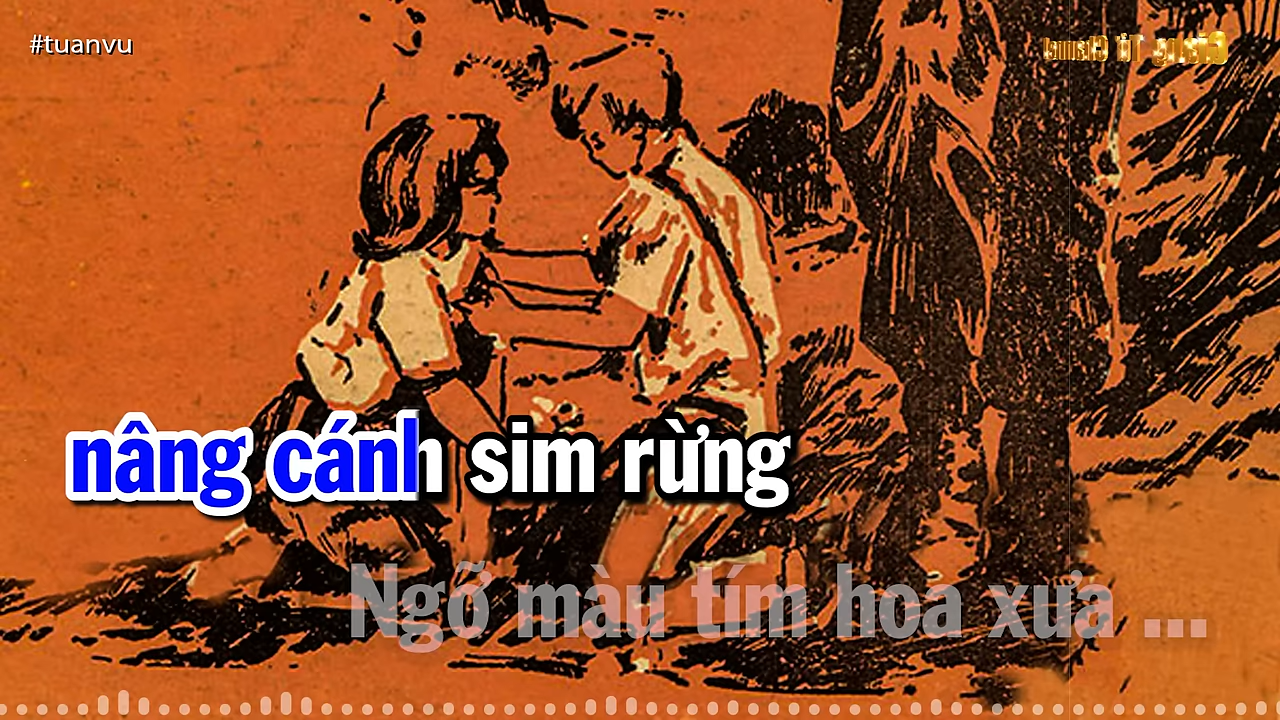 #tuanvu
nâng cánh sim rừng
Ngỡ màu tím hoa xưa ...